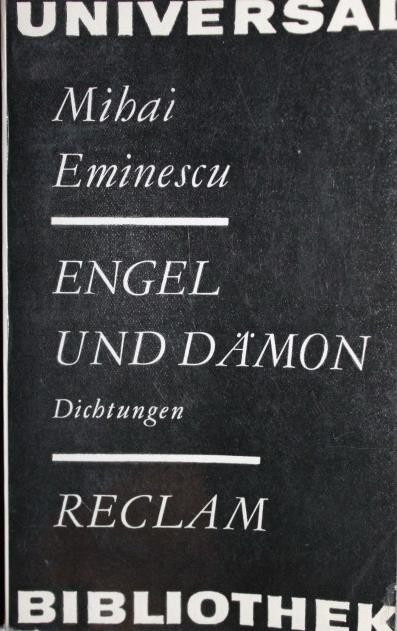 UNIVERSAL
Mihai
Eminescu
ENGEL
UND DÄMON
Dichtungen
RECLAM
BIBLIOTHEK